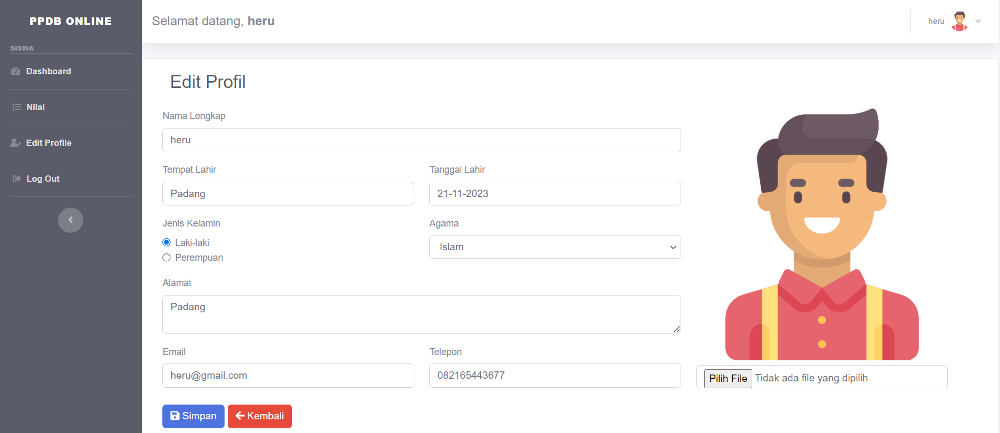 PPDB ONLINE
SISWA
Dashboard
Nilai
Edit Profile
Log Out
Selamat datang, heru
heru
Edit Profil
Nama Lengkap
heru
Tempat Lahir
Tanggal Lahir
Padang
21-11-2023
Jenis Kelamin
Agama
Laki-laki
Perempuan
Islam
Alamat
Padang
Email
Telepon
heru@gmail.com
082165443677
Pilih File Tidak ada file yang dipilih
Simpan
Kembali